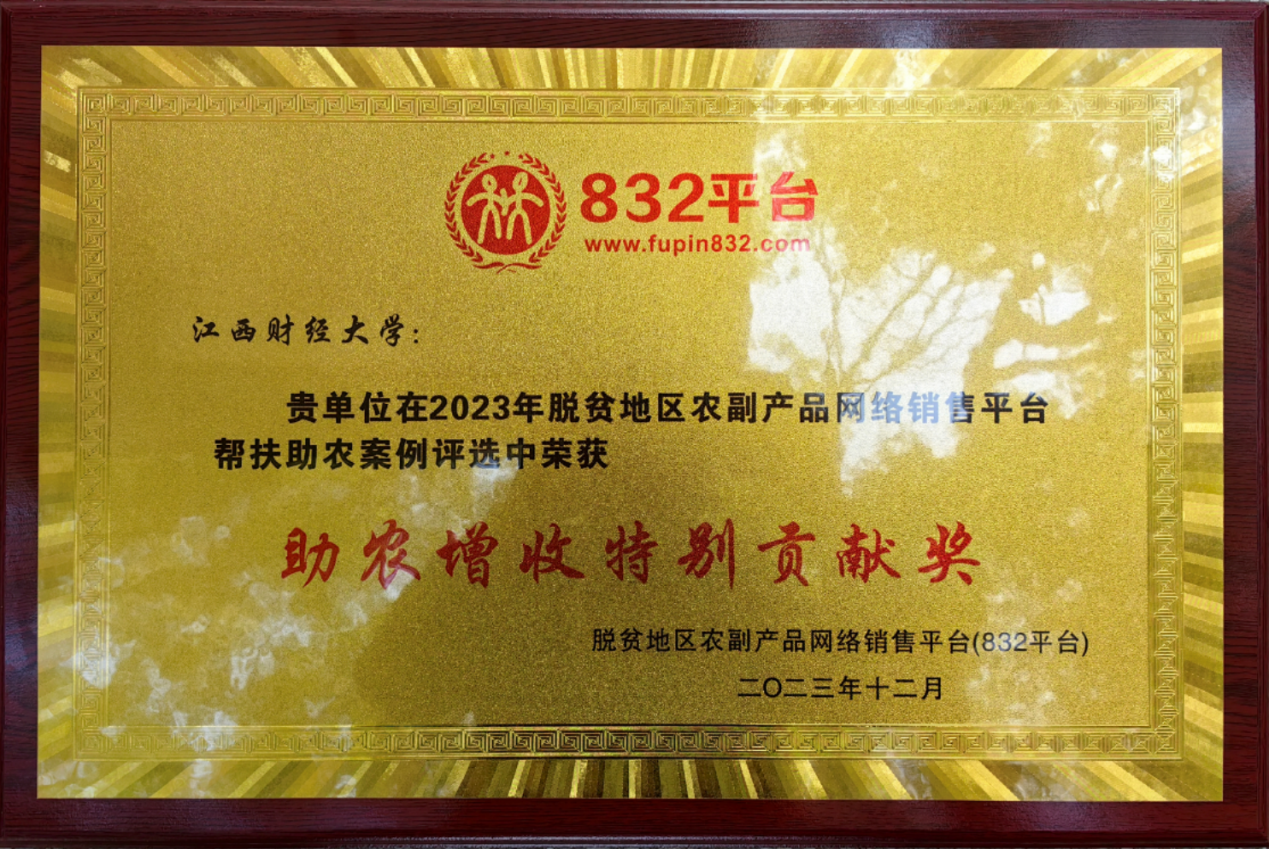 832平台
www.fupin832.com
江西财经大学：
贵单位在2023年脱贫地区农副产品网络销售平台
帮扶助农案例评选中荣获
助农增收特别贡献奖
脱贫地区农副产品网络销售平台(832平台)
二〇二三年十二月